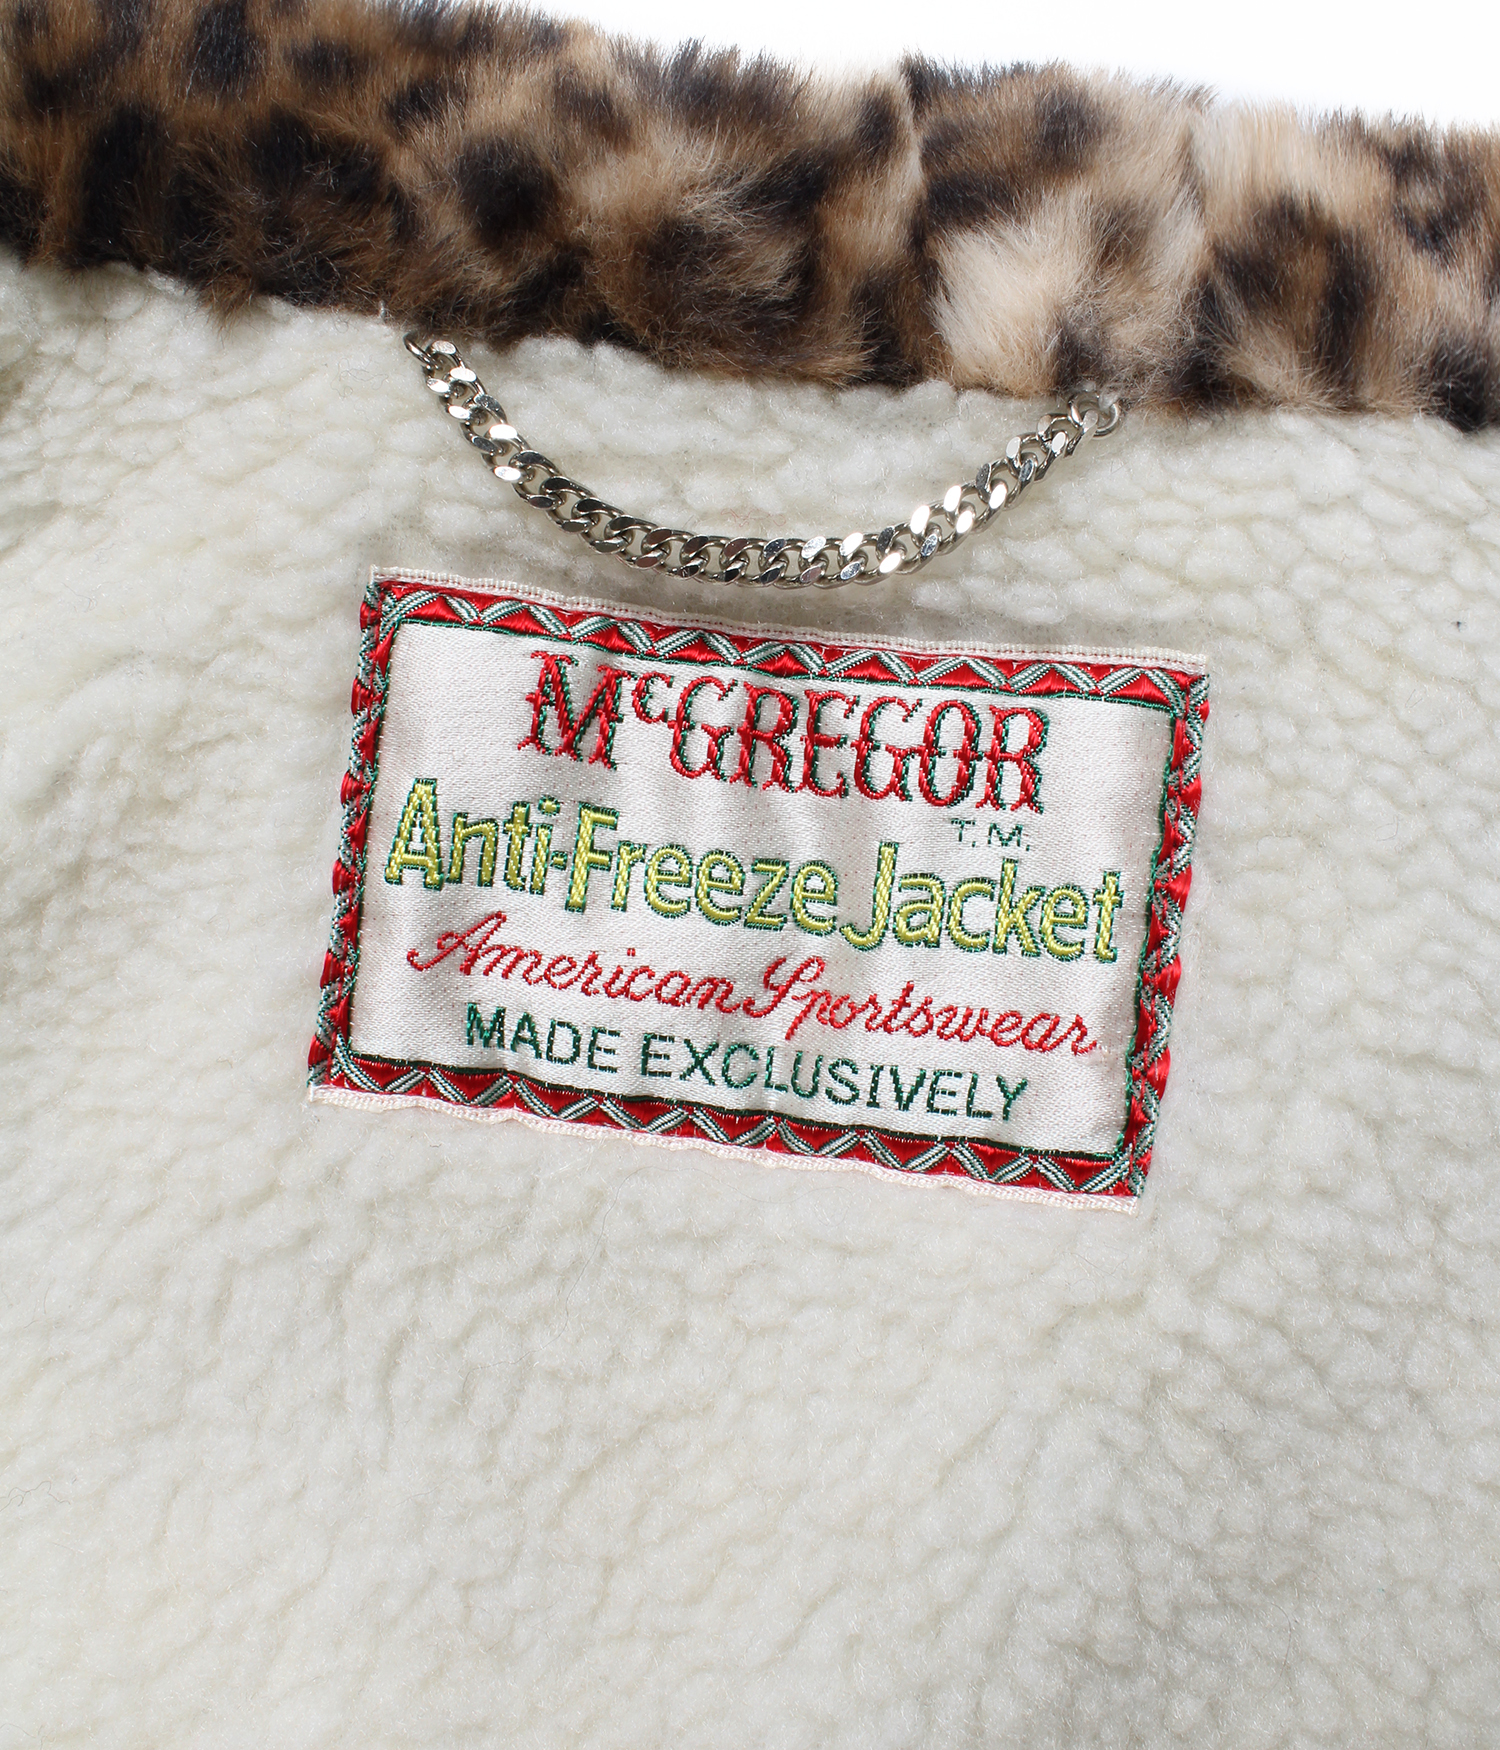 McGREGOR
T.M.
Anti-Freeze Jacket
American Sportswear
MADE EXCLUSIVELY